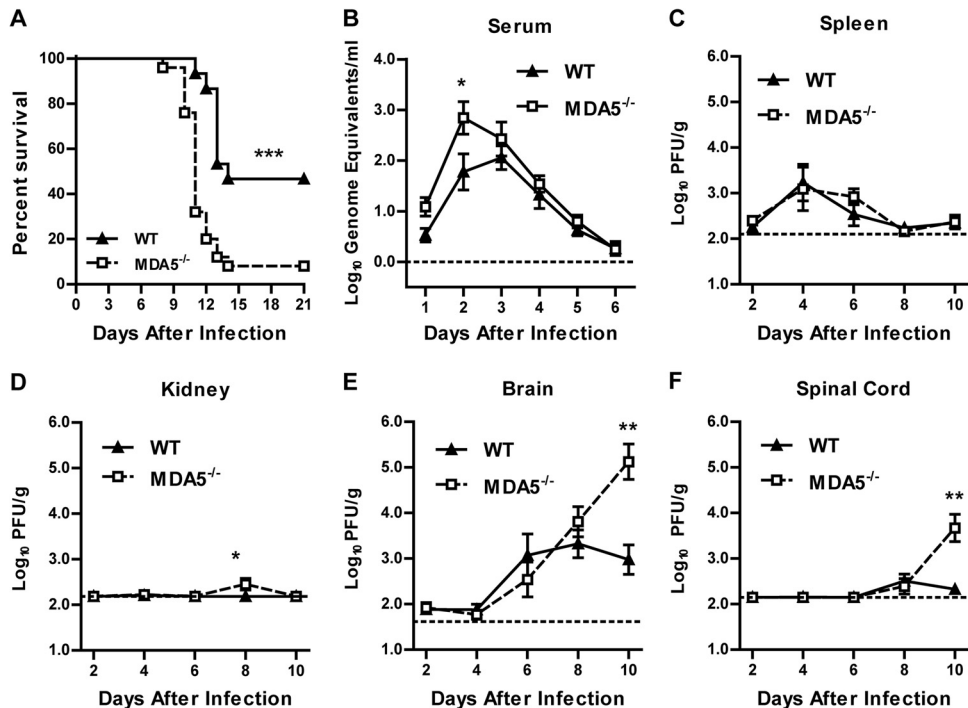 A
Percent survival
100
80
60
40
20
0
***
WT
MDA5-/-
0 3 6 9 12 15 18 21
Days After Infection
B
Serum
Log10 Genome Equivalents/ml
4.0
3.0
2.0
1.0
0.0
*
WT
MDA5-/-
1 2 3 4 5 6
Days After Infection
C
Spleen
Log10 PFU/g
6.0
5.0
4.0
3.0
2.0
1.0
WT
MDA5-/-
2 4 6 8 10
Days After Infection
D
Kidney
Log10 PFU/g
6.0
5.0
4.0
3.0
2.0
1.0
WT
MDA5-/-
*
2 4 6 8 10
Days After Infection
E
Brain
Log10 PFU/g
6.0
5.0
4.0
3.0
2.0
1.0
WT
MDA5-/-
**
2 4 6 8 10
Days After Infection
F
Spinal Cord
Log10 PFU/g
6.0
5.0
4.0
3.0
2.0
1.0
WT
MDA5-/-
**
2 4 6 8 10
Days After Infection